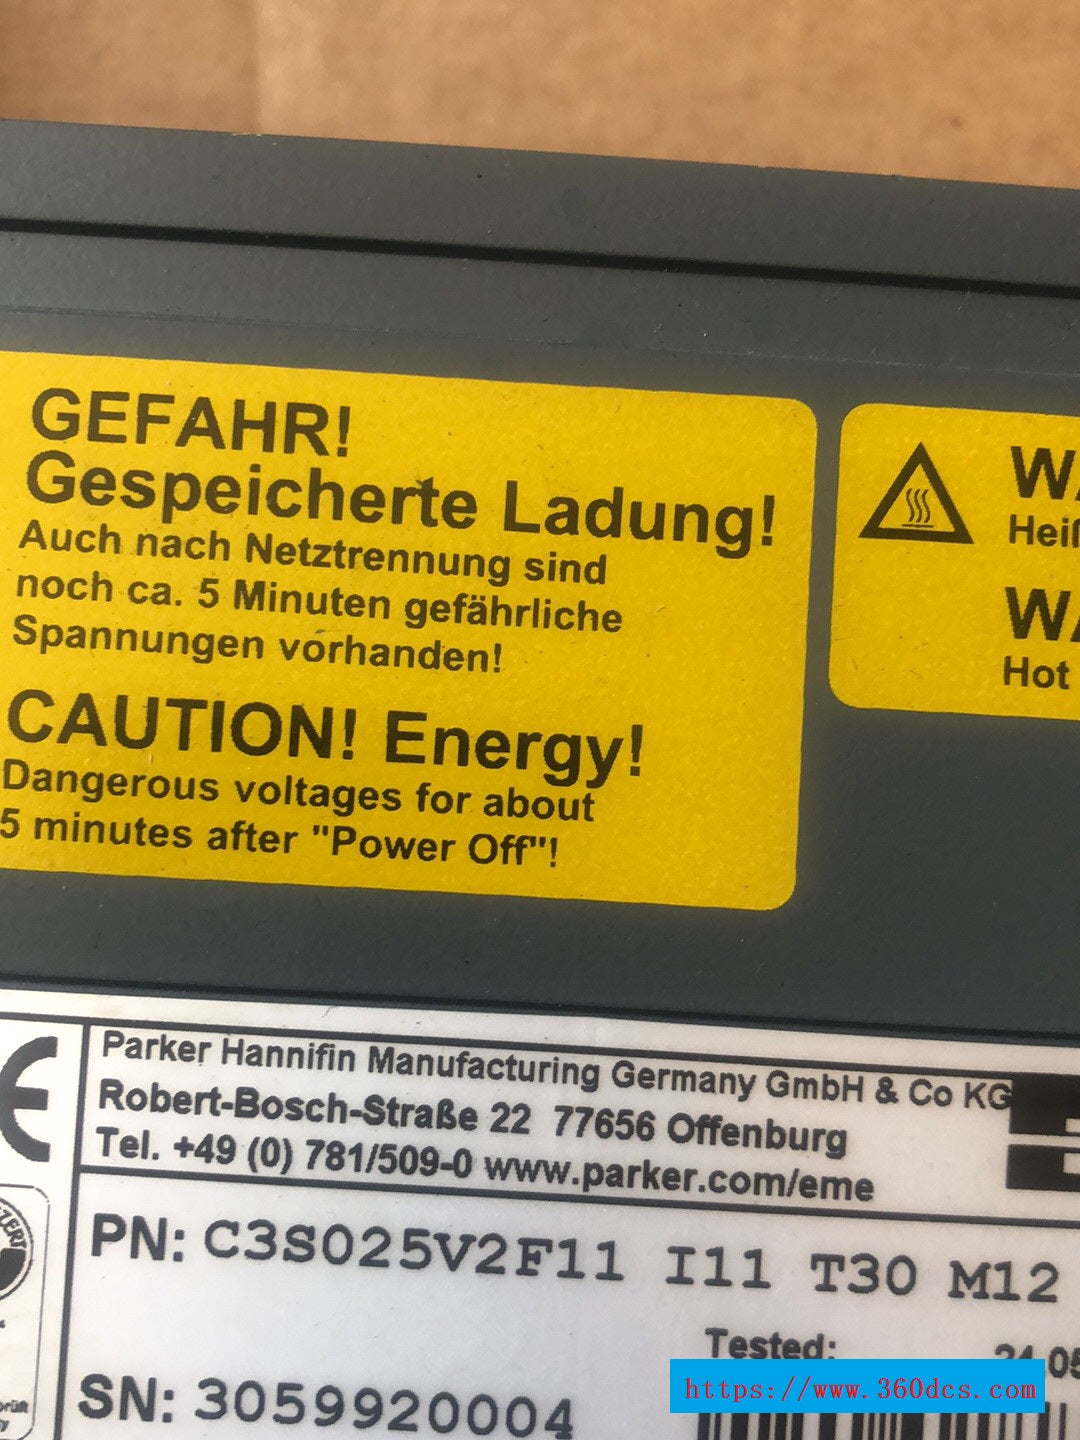 GEFAHR!
Gespeicherte Ladung!
Auch nach Netztrennung sind
noch ca. 5 Minuten gefährliche
Spannungen vorhanden!
CAUTION! Energy!
Dangerous voltages for about
5 minutes after "Power Off"!
Hot
CE
Parker Hannifin Manufacturing Germany GmbH & Co KG
Robert-Bosch-Straße 22 77656 Offenburg
Tel. +49 (0) 781/509-0 www.parker.com/eme
PN: C3S025V2F11 I11 T30 M12
Tested:
SN: 3059920004
https://www.360dcs.com